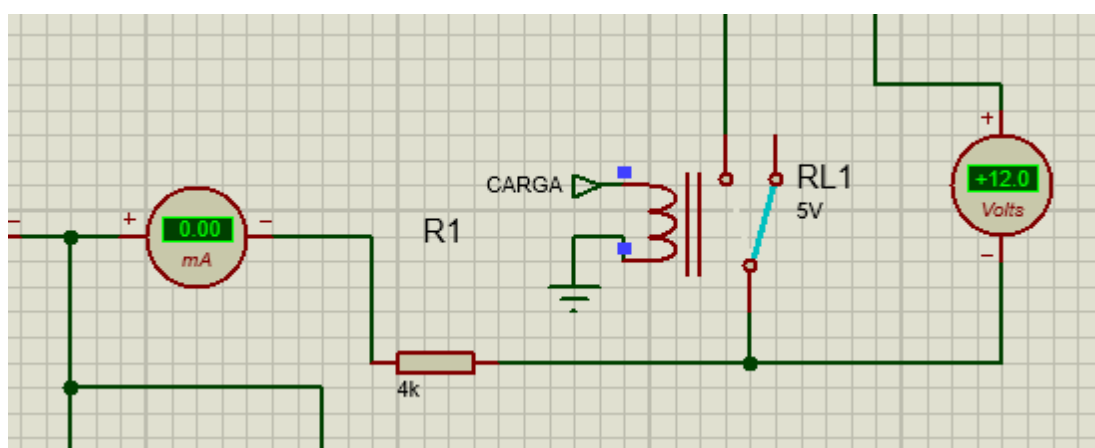 +
−
0.00
mA
−
R1
4k
CARGA
RL1
5V
+
+12.0
Volts
−